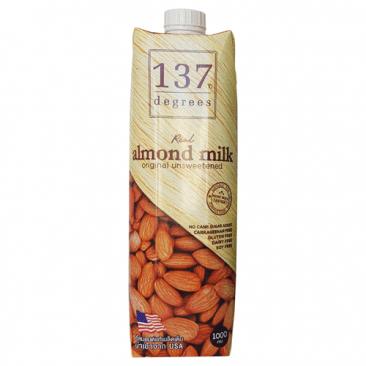 137°
degrees
Real
almond milk
original unsweetened
NO CANE SUGAR ADDED
CARRAGEENAN FREE
GLUTEN FREE
DAIRY FREE
SOY FREE
1000
USA